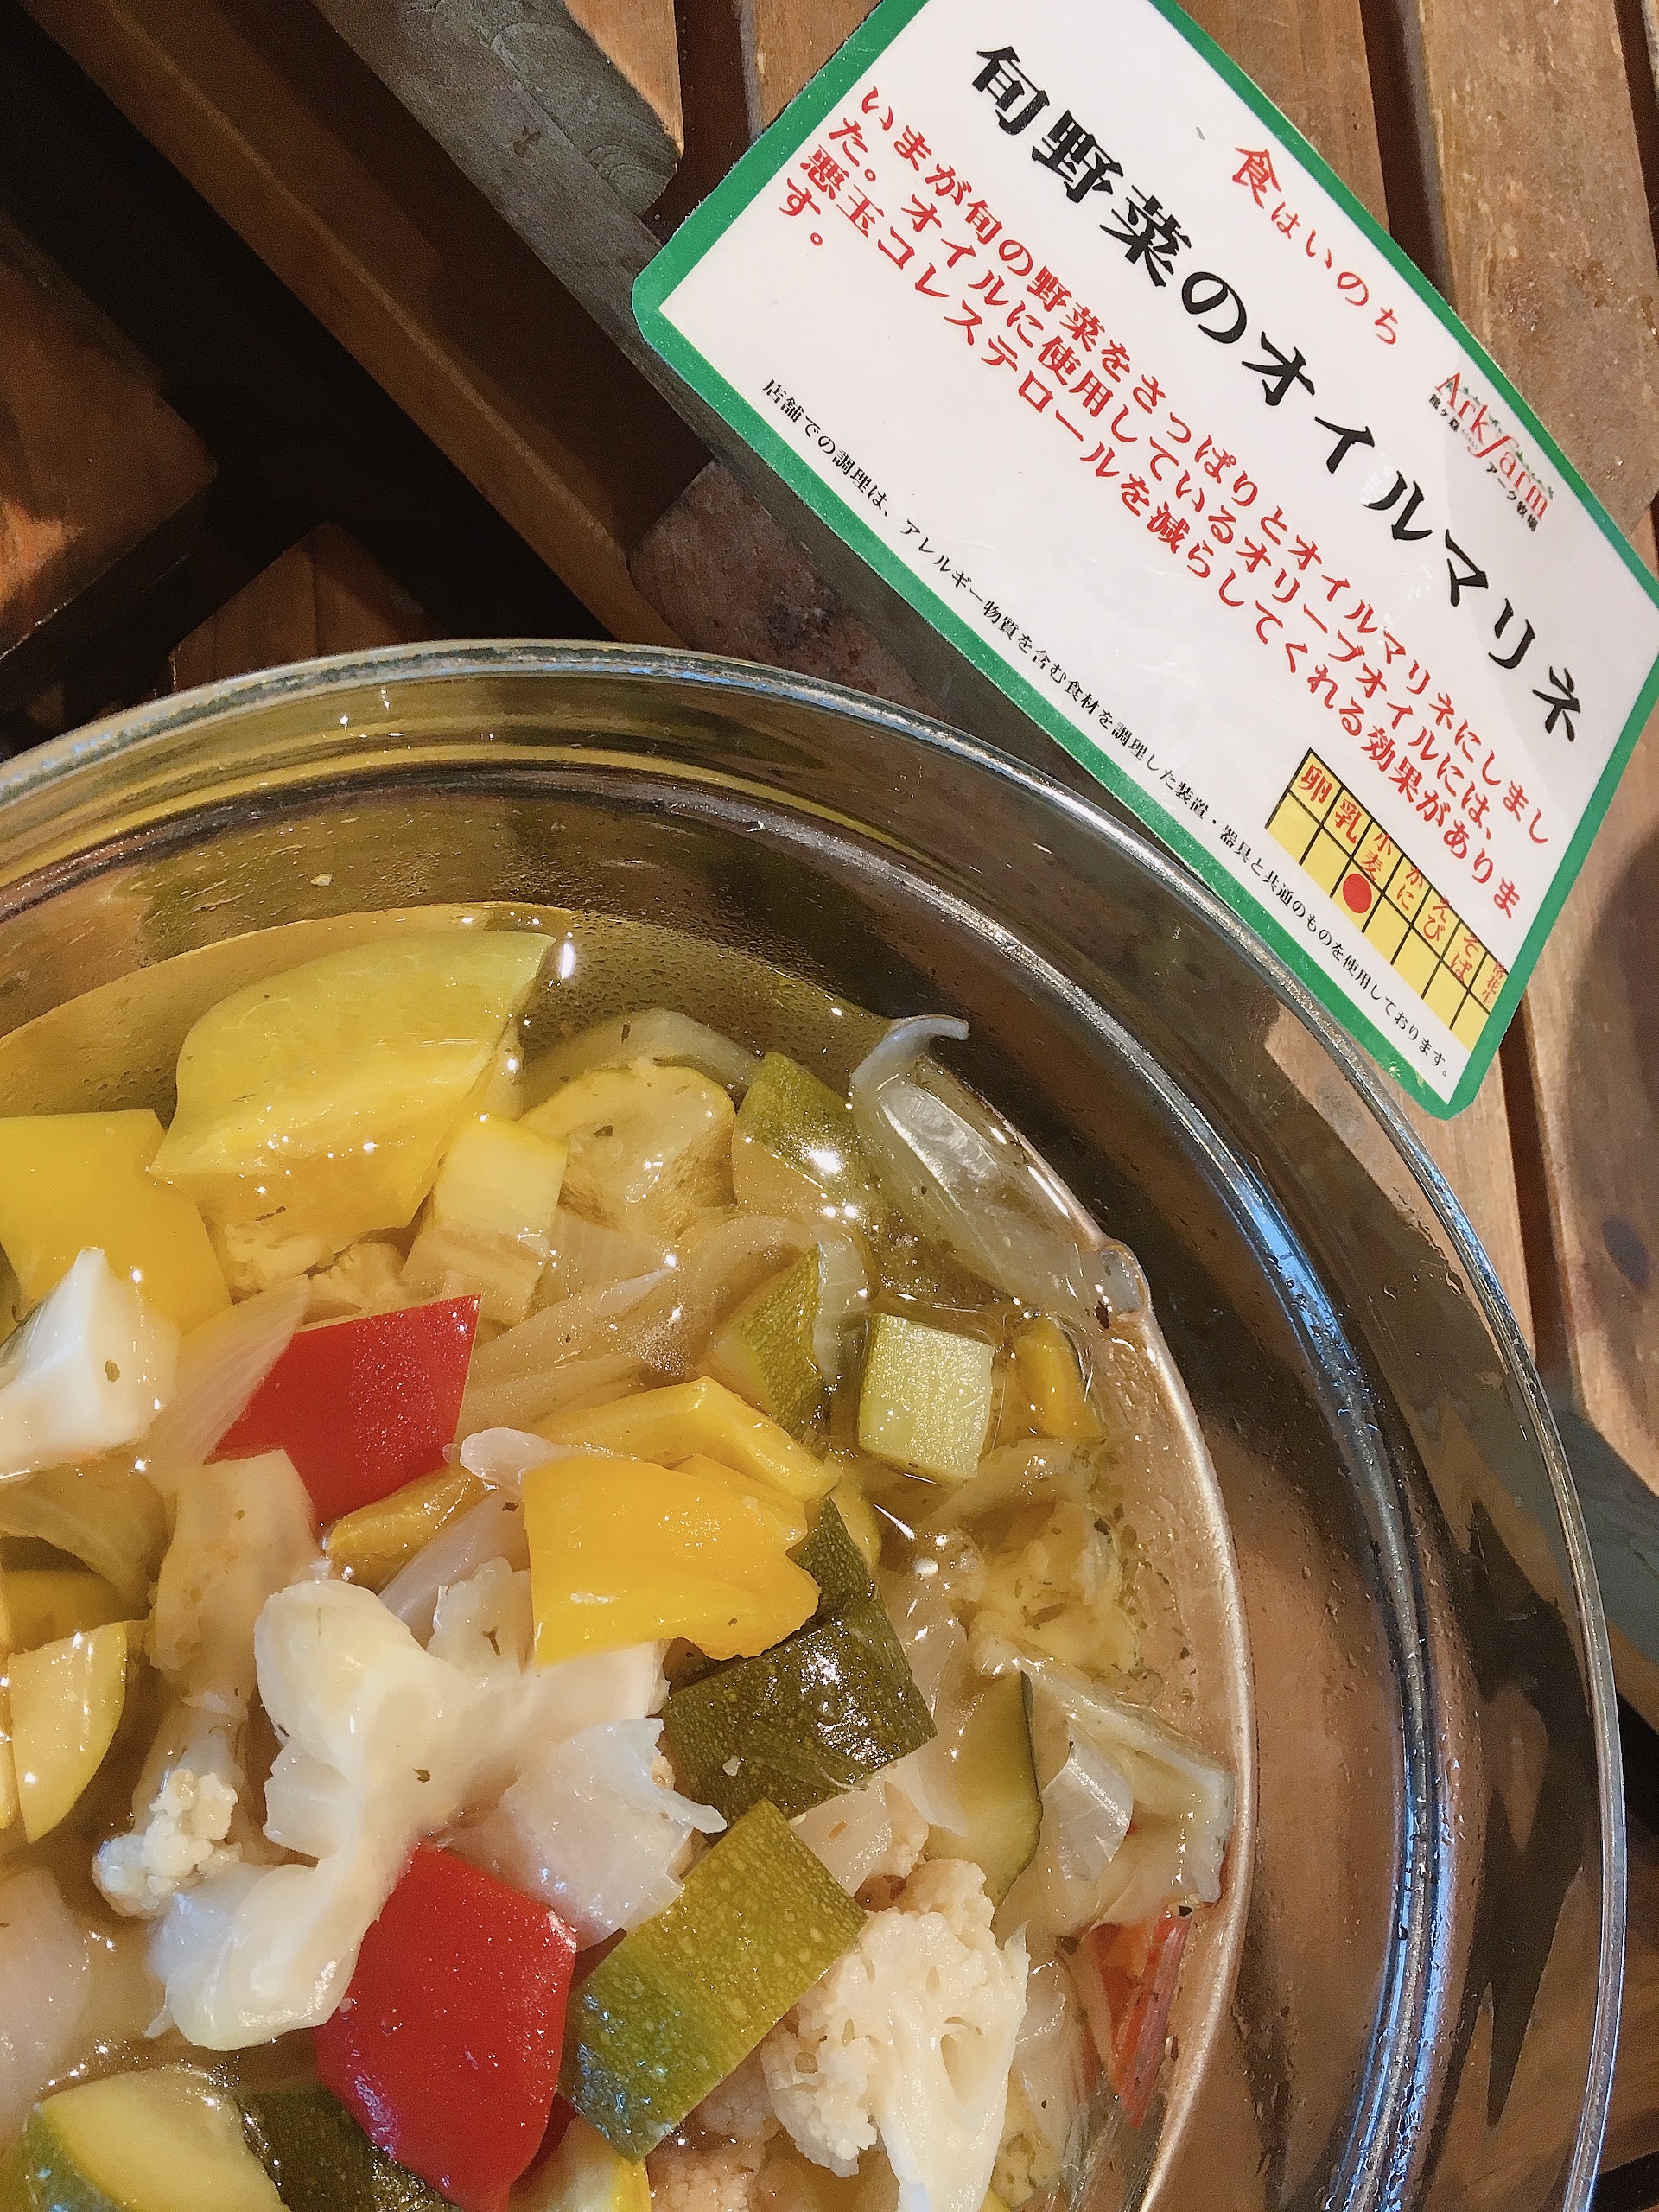 食はいのち
Arkfarm
館ヶ森 アーク牧場
旬野菜のオイルマリネ
いまが旬の野菜をさっぱりとオイルマリネにしまし
た。オイルに使用しているオリーブオイルには、
悪玉コレステロールを減らしてくれる効果がありま
す。
卵 乳 小麦 かに えび そば 落花生
店舗での調理は、アレルギー物質を含む食材を調理した装置・器具と共通のものを使用しております。